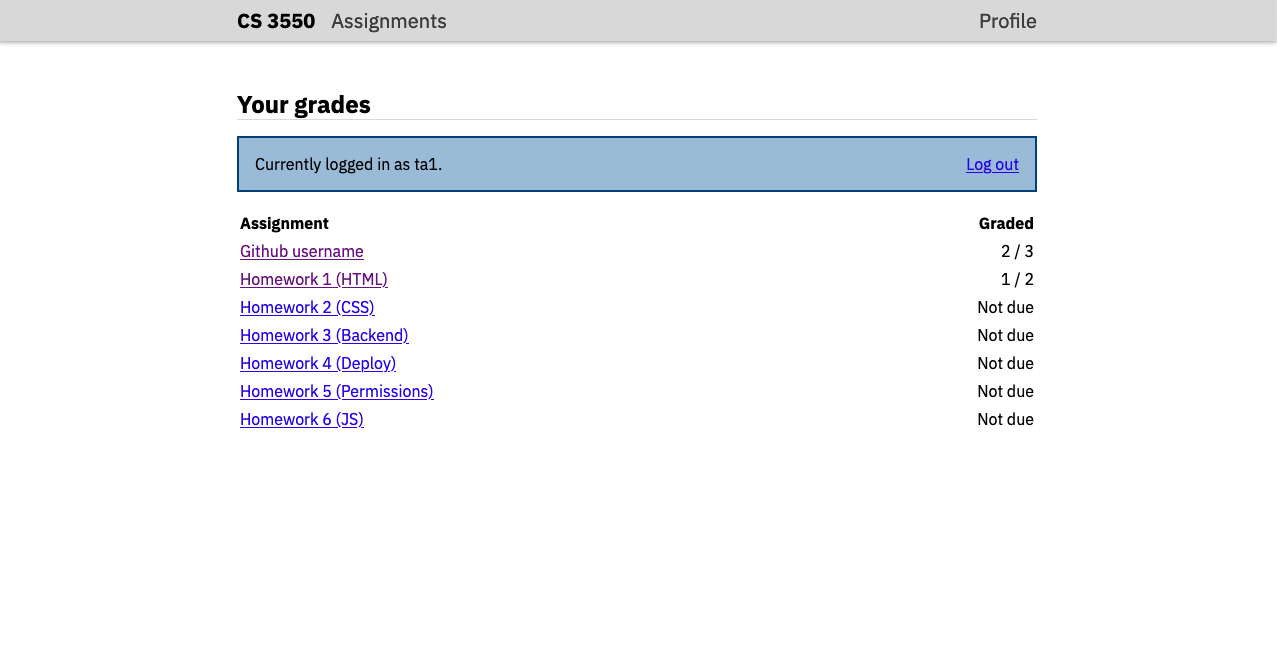 CS 3550 Assignments Profile
Your grades
Currently logged in as ta1. Log out
Assignment Graded
Github username 2 / 3
Homework 1 (HTML) 1 / 2
Homework 2 (CSS) Not due
Homework 3 (Backend) Not due
Homework 4 (Deploy) Not due
Homework 5 (Permissions) Not due
Homework 6 (JS) Not due